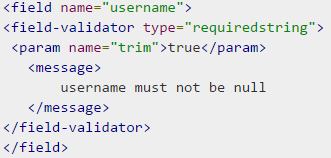 <field name="username">
<field-validator type="requiredstring">
<param name="trim">true</param>
<message>
username must not be null
</message>
</field-validator>
</field>